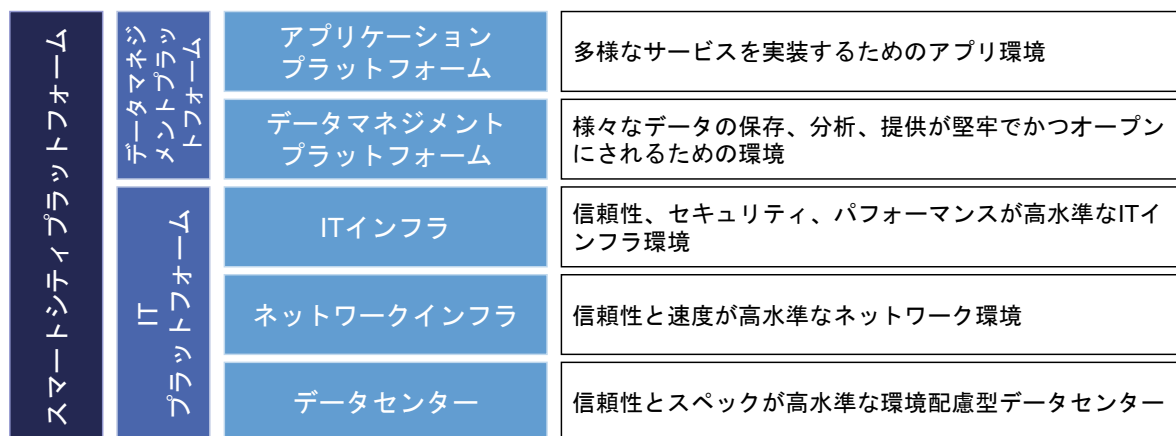 スマートシティプラットフォーム
データマネジ
メントプラッ
トフォーム
アプリケーション
プラットフォーム
多様なサービスを実装するためのアプリ環境
データマネジメント
プラットフォーム
様々なデータの保存、分析、提供が堅牢でかつオープン
にされるための環境
IT
プラットフォーム
ITインフラ
信頼性、セキュリティ、パフォーマンスが高水準なITイ
ンフラ環境
ネットワークインフラ
信頼性と速度が高水準なネットワーク環境
データセンター
信頼性とスペックが高水準な環境配慮型データセンター